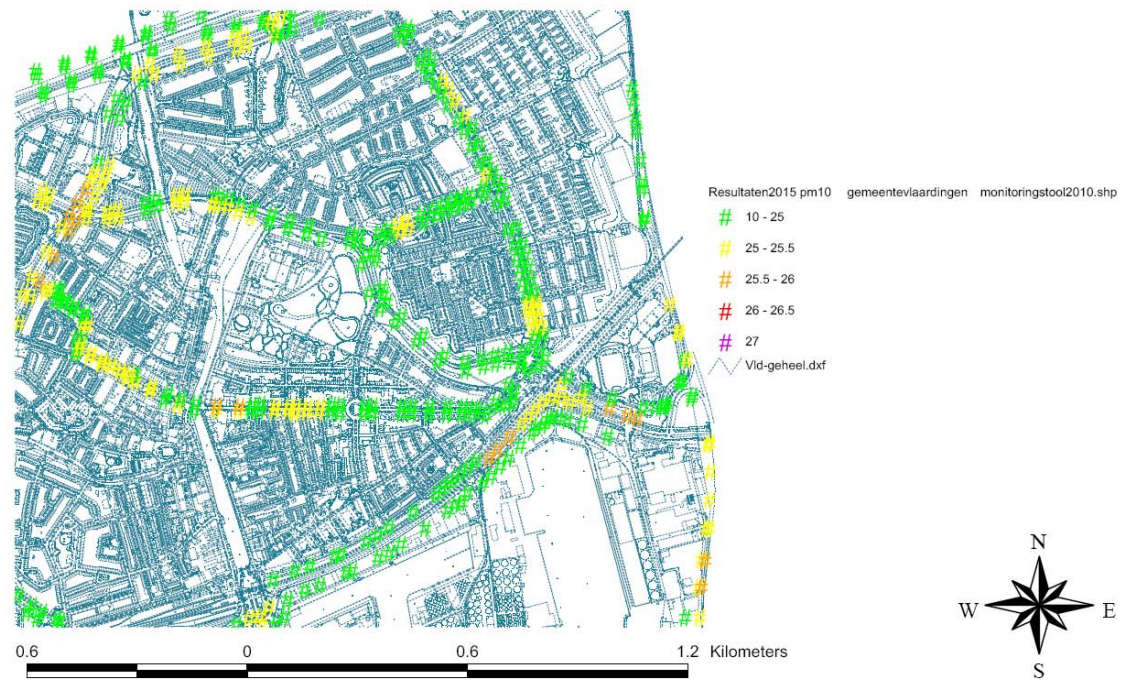 Resultaten2015 pm10 gemeentevlaardingen monitoringstool2010.shp
# 10 - 25
# 25 - 25.5
# 25.5 - 26
# 26 - 26.5
# 27
Vld-geheel.dxf
N
W E
S
0.6 0 0.6 1.2 Kilometers